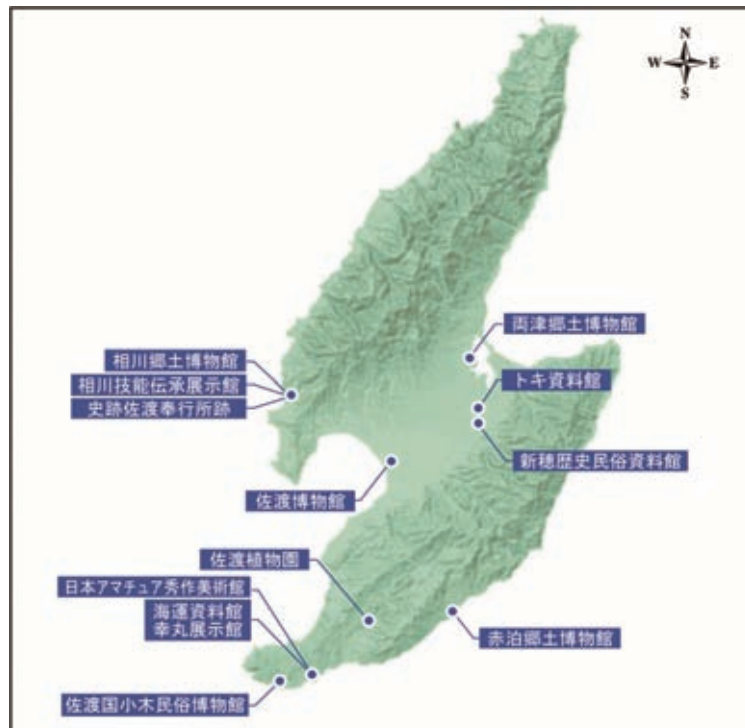 N
W E
S
両津郷土博物館
相川郷土博物館
相川技能伝承展示館
史跡佐渡奉行所跡
トキ資料館
新穂歴史民俗資料館
佐渡博物館
佐渡植物園
日本アマチュア秀作美術館
海運資料館
幸丸展示館
赤泊郷土博物館
佐渡国小木民俗博物館